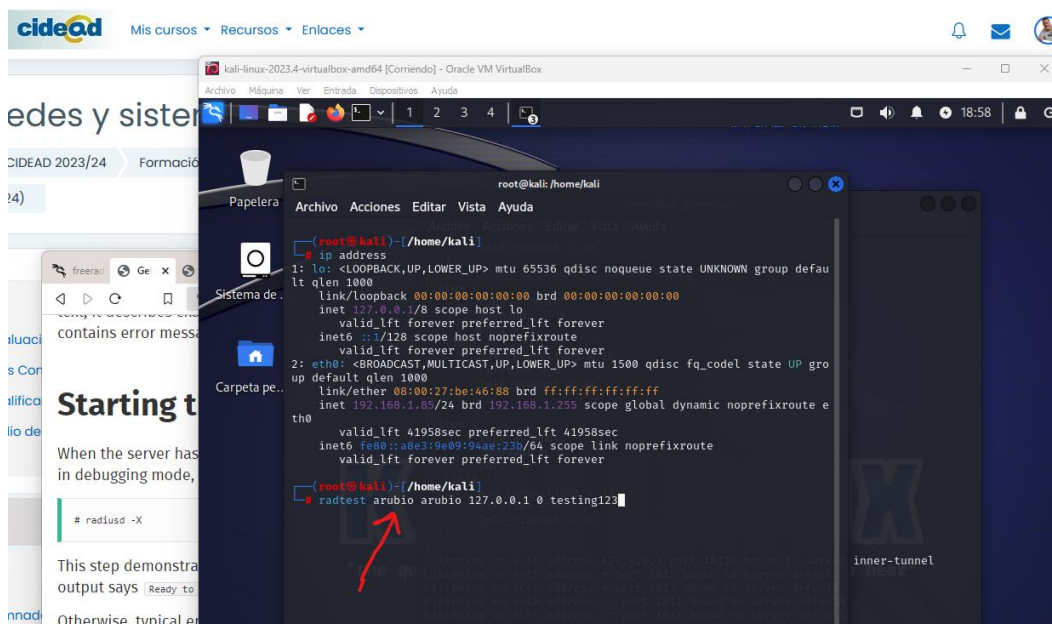 cidead
Mis cursos
Recursos
Enlaces
kali-linux-2023.4-virtualbox-amd64 [Corriendo] - Oracle VM VirtualBox
Archivo Máquina Ver Entrada Dispositivos Ayuda
1 2 3 4
18:58
edes y sister
CIDEAD 2023/24
Formació
24)
Papelera
Sistema de .
Carpeta pe..
root@kali: /home/kali
Archivo Acciones Editar Vista Ayuda
(root㉿kali)-[/home/kali]
# ip address
1: lo: <LOOPBACK,UP,LOWER_UP> mtu 65536 qdisc noqueue state UNKNOWN group defau
lt qlen 1000
link/loopback 00:00:00:00:00:00 brd 00:00:00:00:00:00
inet 127.0.0.1/8 scope host lo
valid_lft forever preferred_lft forever
inet6 ::1/128 scope host noprefixroute
valid_lft forever preferred_lft forever
2: eth0: <BROADCAST,MULTICAST,UP,LOWER_UP> mtu 1500 qdisc fq_codel state UP gro
up default qlen 1000
link/ether 08:00:27:be:46:88 brd ff:ff:ff:ff:ff:ff
inet 192.168.1.85/24 brd 192.168.1.255 scope global dynamic noprefixroute e
th0
valid_lft 41958sec preferred_lft 41958sec
inet6 fe80::a8e3:9e09:94ae:23b/64 scope link noprefixroute
valid_lft forever preferred_lft forever
(root㉿kali)-[/home/kali]
# radtest arubio arubio 127.0.0.1 0 testing123
inner-tunnel
freerad
Ge
contains error messa
Starting t
When the server has
in debugging mode,
# radiusd -X
This step demonstra
output says Ready to
Otherwise, typical er